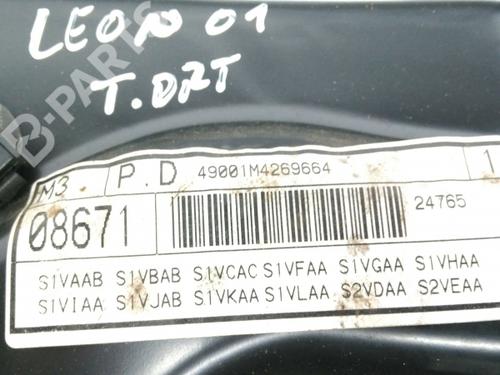 LEON 01
T.DRT
B-PARTS
M3 P.D 49001M4269664 1
08671 24765
S1VAAB S1VBAB S1VCAC S1VFAA S1VGAA S1VHAA
S1VIAA S1VJAB S1VKAA S1VLAA S2VDAA S2VEAA